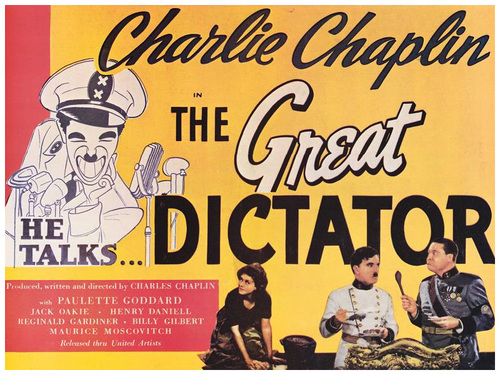 Charlie Chaplin
IN
THE Great
DICTATOR
HE
TALKS...
Produced, written and directed by CHARLES CHAPLIN
with PAULETTE GODDARD
JACK OAKIE · HENRY DANIELL
REGINALD GARDINER · BILLY GILBERT
MAURICE MOSCOVITCH
Released thru United Artists